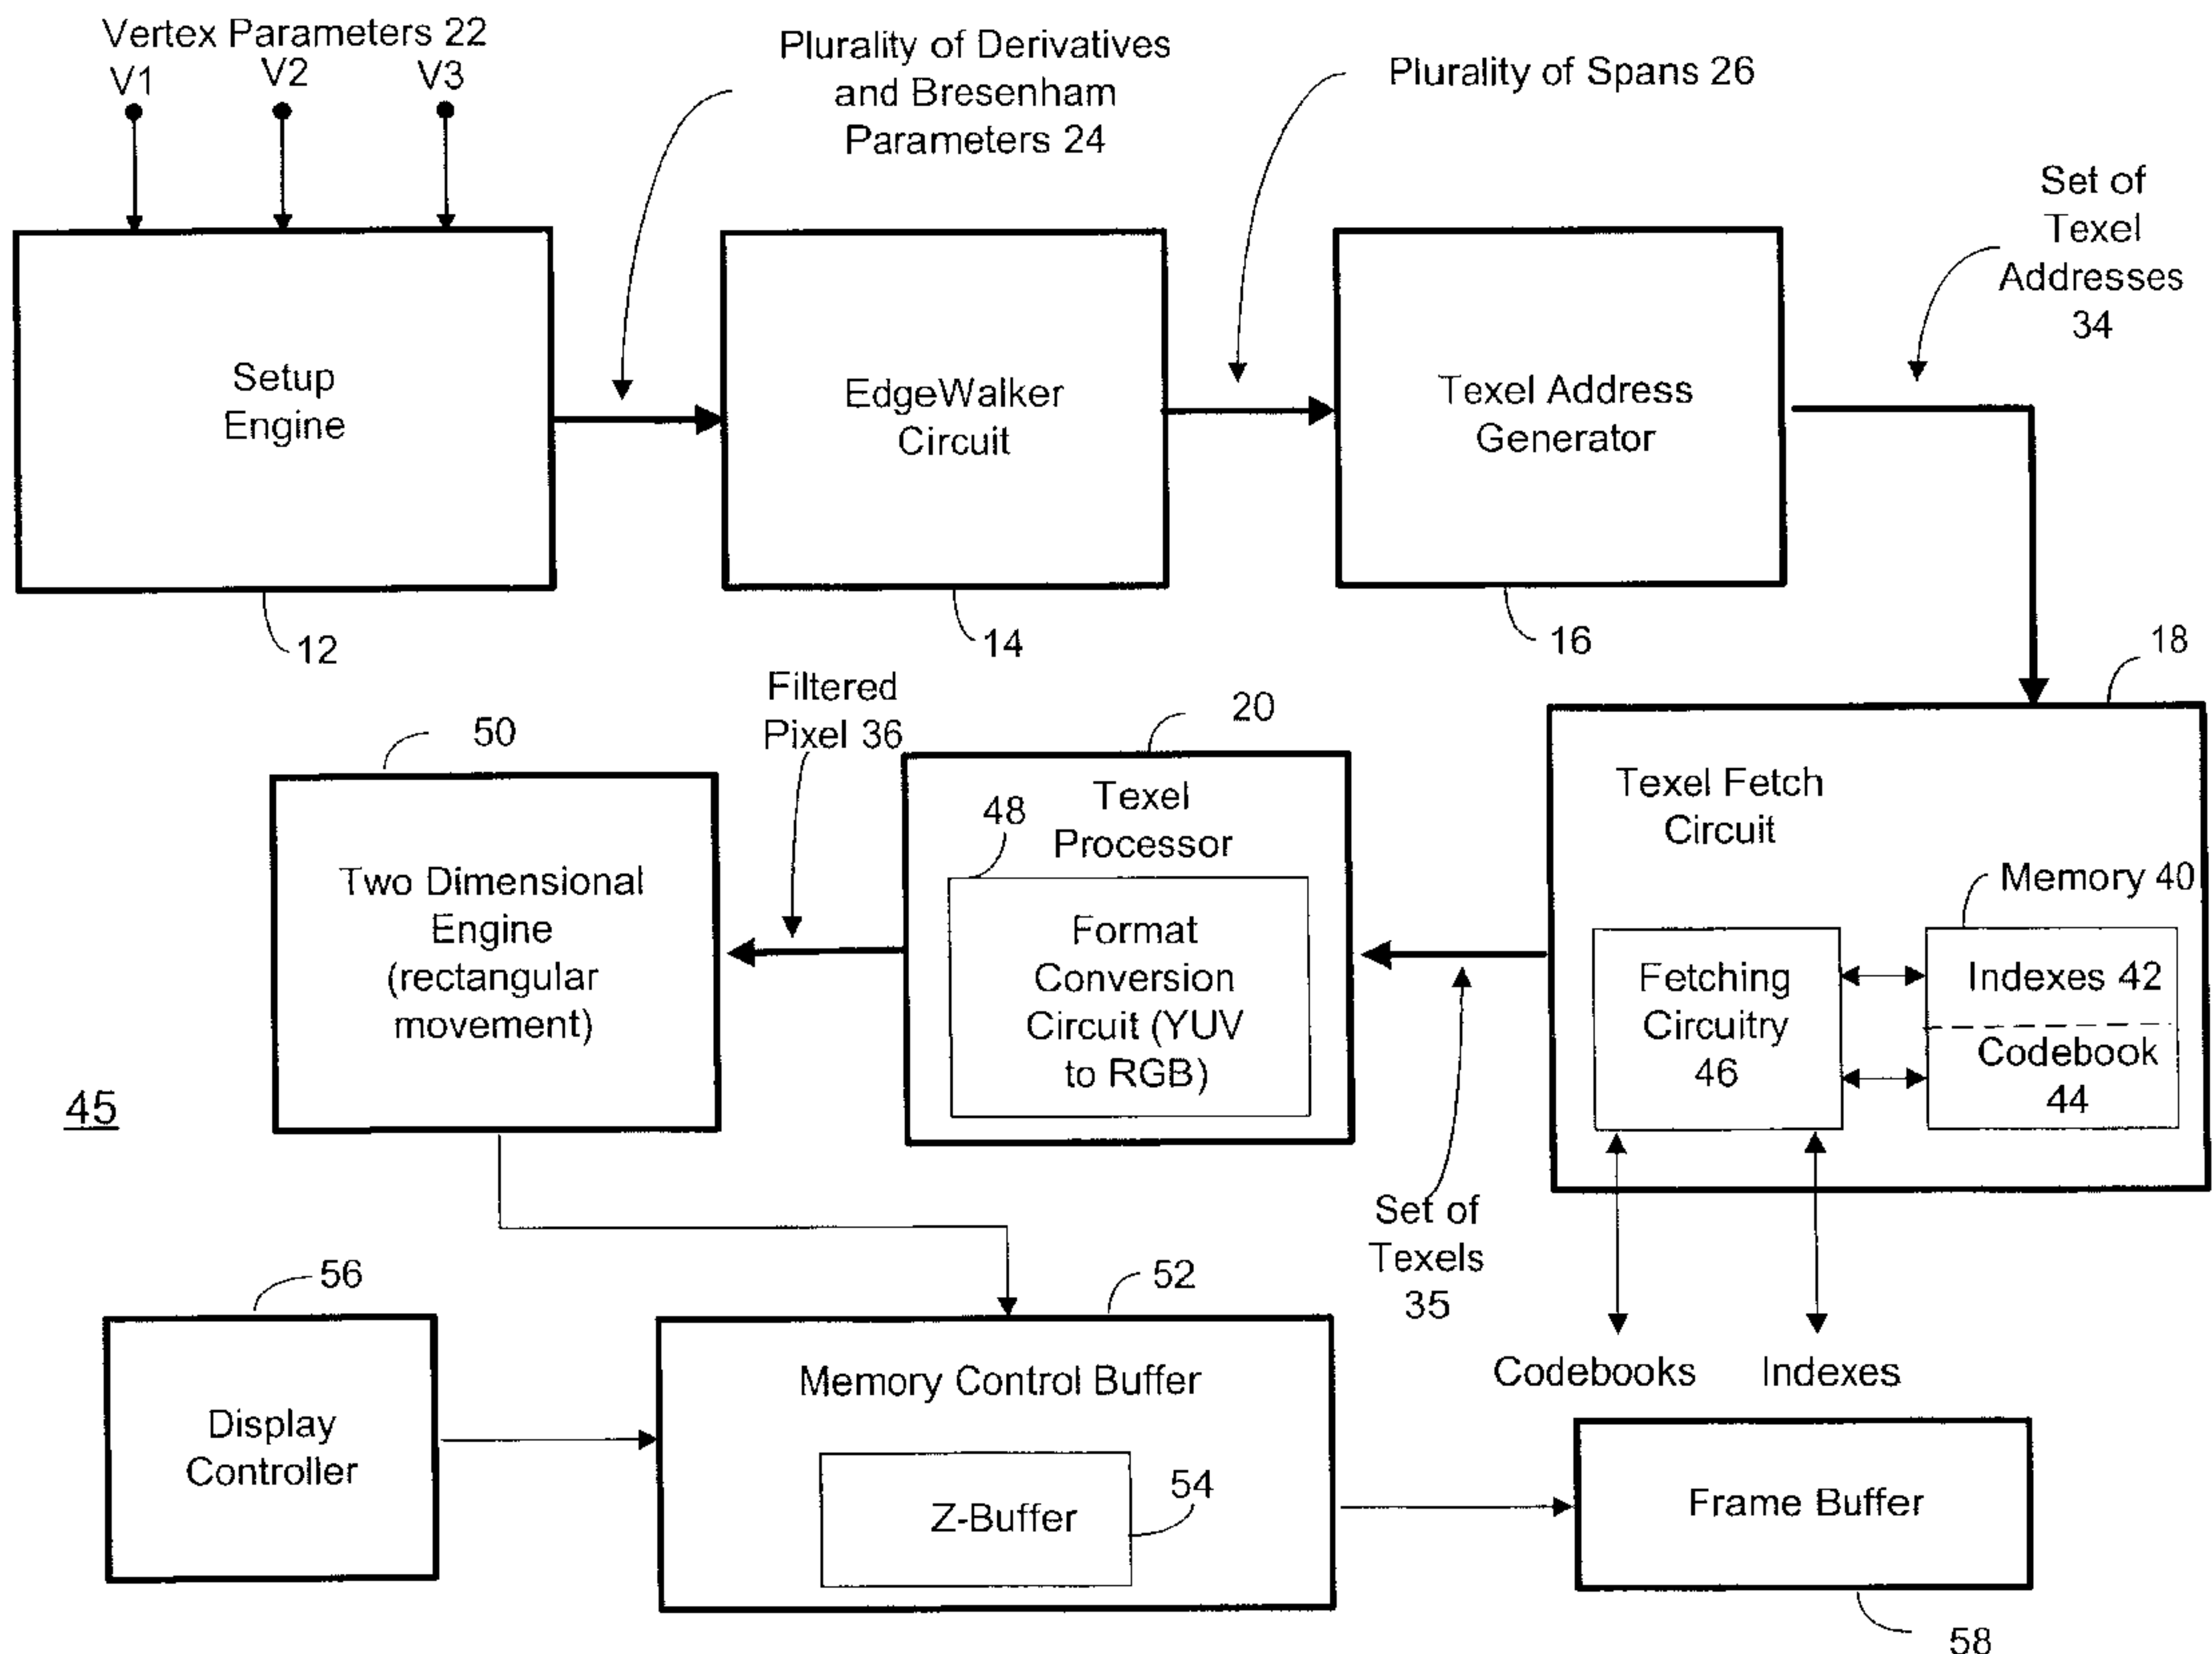 Vertex Parameters 22
V1
V2
V3
Plurality of Derivatives
and Bresenham
Parameters 24
Plurality of Spans 26
Set of
Texel
Addresses
34
Setup
Engine
EdgeWalker
Circuit
Texel Address
Generator
12
14
16
18
Filtered
Pixel 36
50
20
Two Dimensional
Engine
(rectangular
movement)
Texel
Processor
48
Format
Conversion
Circuit (YUV
to RGB)
Texel Fetch
Circuit
Memory 40
Fetching
Circuitry
46
Indexes 42
Codebook
44
45
Set of
Texels
35
Codebooks
Indexes
56
52
Display
Controller
Memory Control Buffer
Z-Buffer
54
Frame Buffer
58